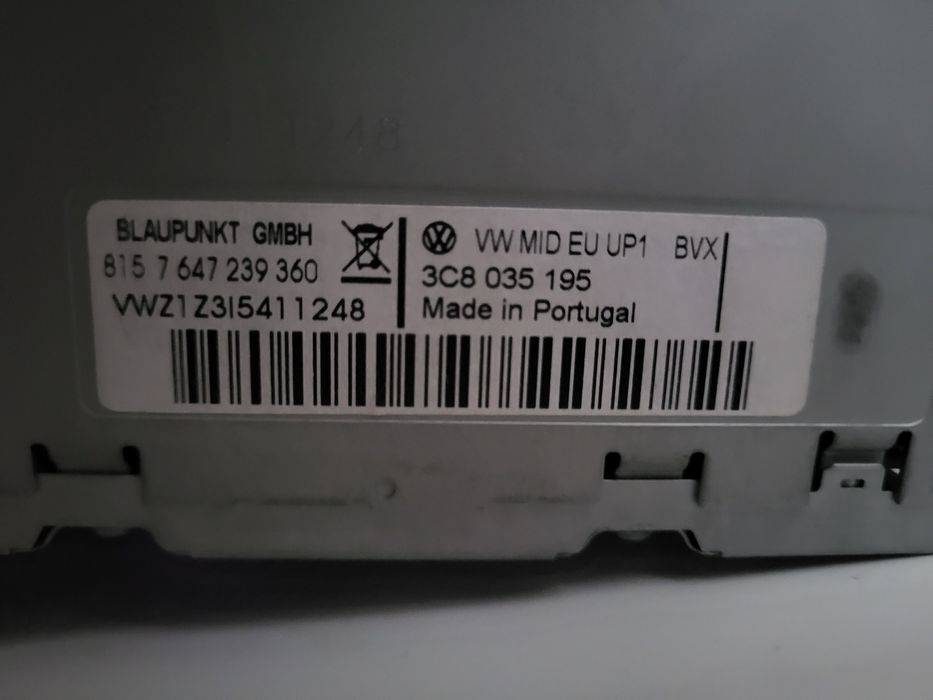 1248
BLAUPUNKT GMBH
815 7 647 239 360
VWZ1Z3I5411248
VW MID EU UP1 BVX
3C8 035 195
Made in Portugal